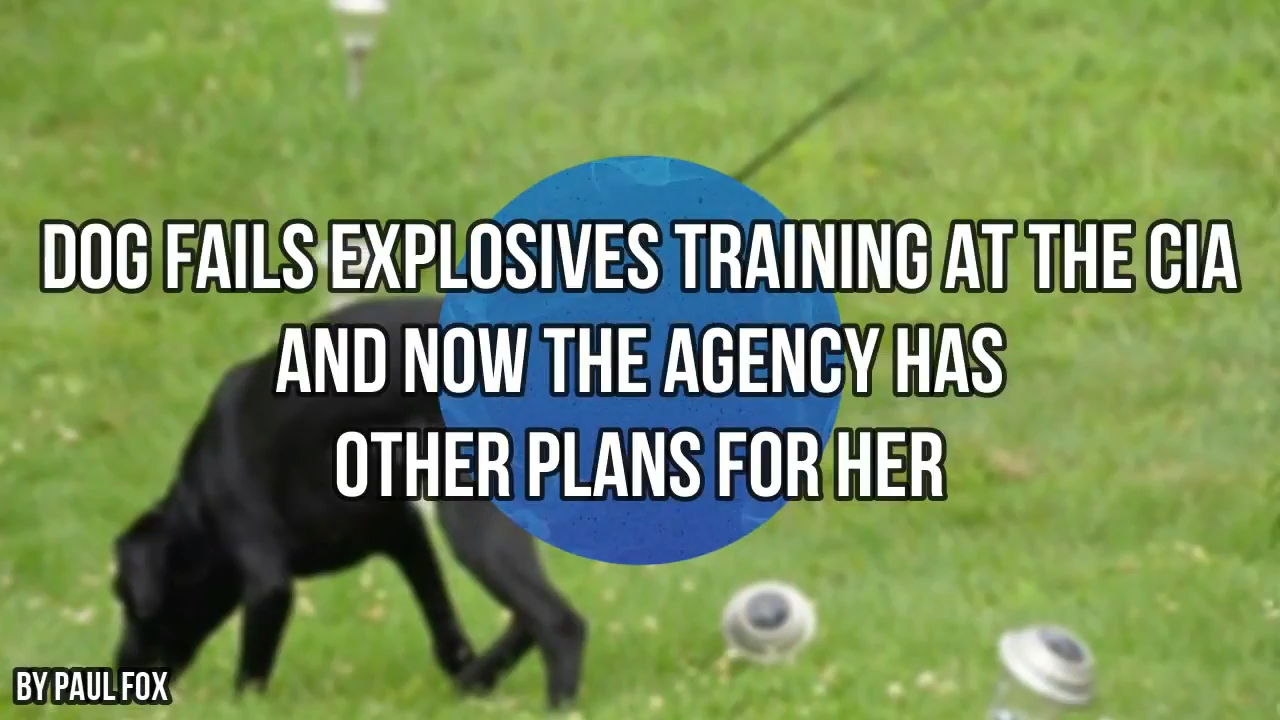 DOG FAILS EXPLOSIVES TRAINING AT THE CIA
AND NOW THE AGENCY HAS
OTHER PLANS FOR HER
BY PAUL FOX